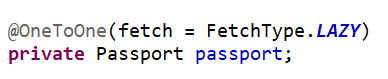 @OneToOne(fetch = FetchType.LAZY)
private Passport passport;